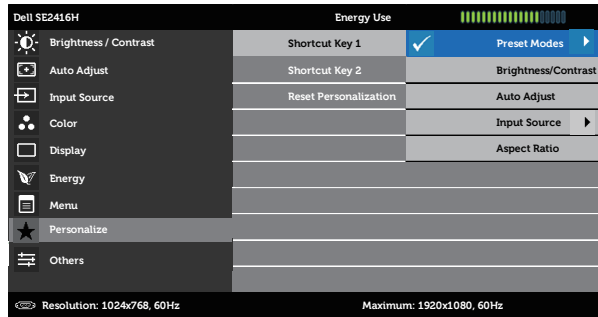 Dell SE2416H Energy Use
Brightness / Contrast Shortcut Key 1 Preset Modes
Auto Adjust Shortcut Key 2 Brightness/Contrast
Input Source Reset Personalization Auto Adjust
Color Input Source
Display Aspect Ratio
Energy
Menu
Personalize
Others
Resolution: 1024x768, 60Hz Maximum: 1920x1080, 60Hz